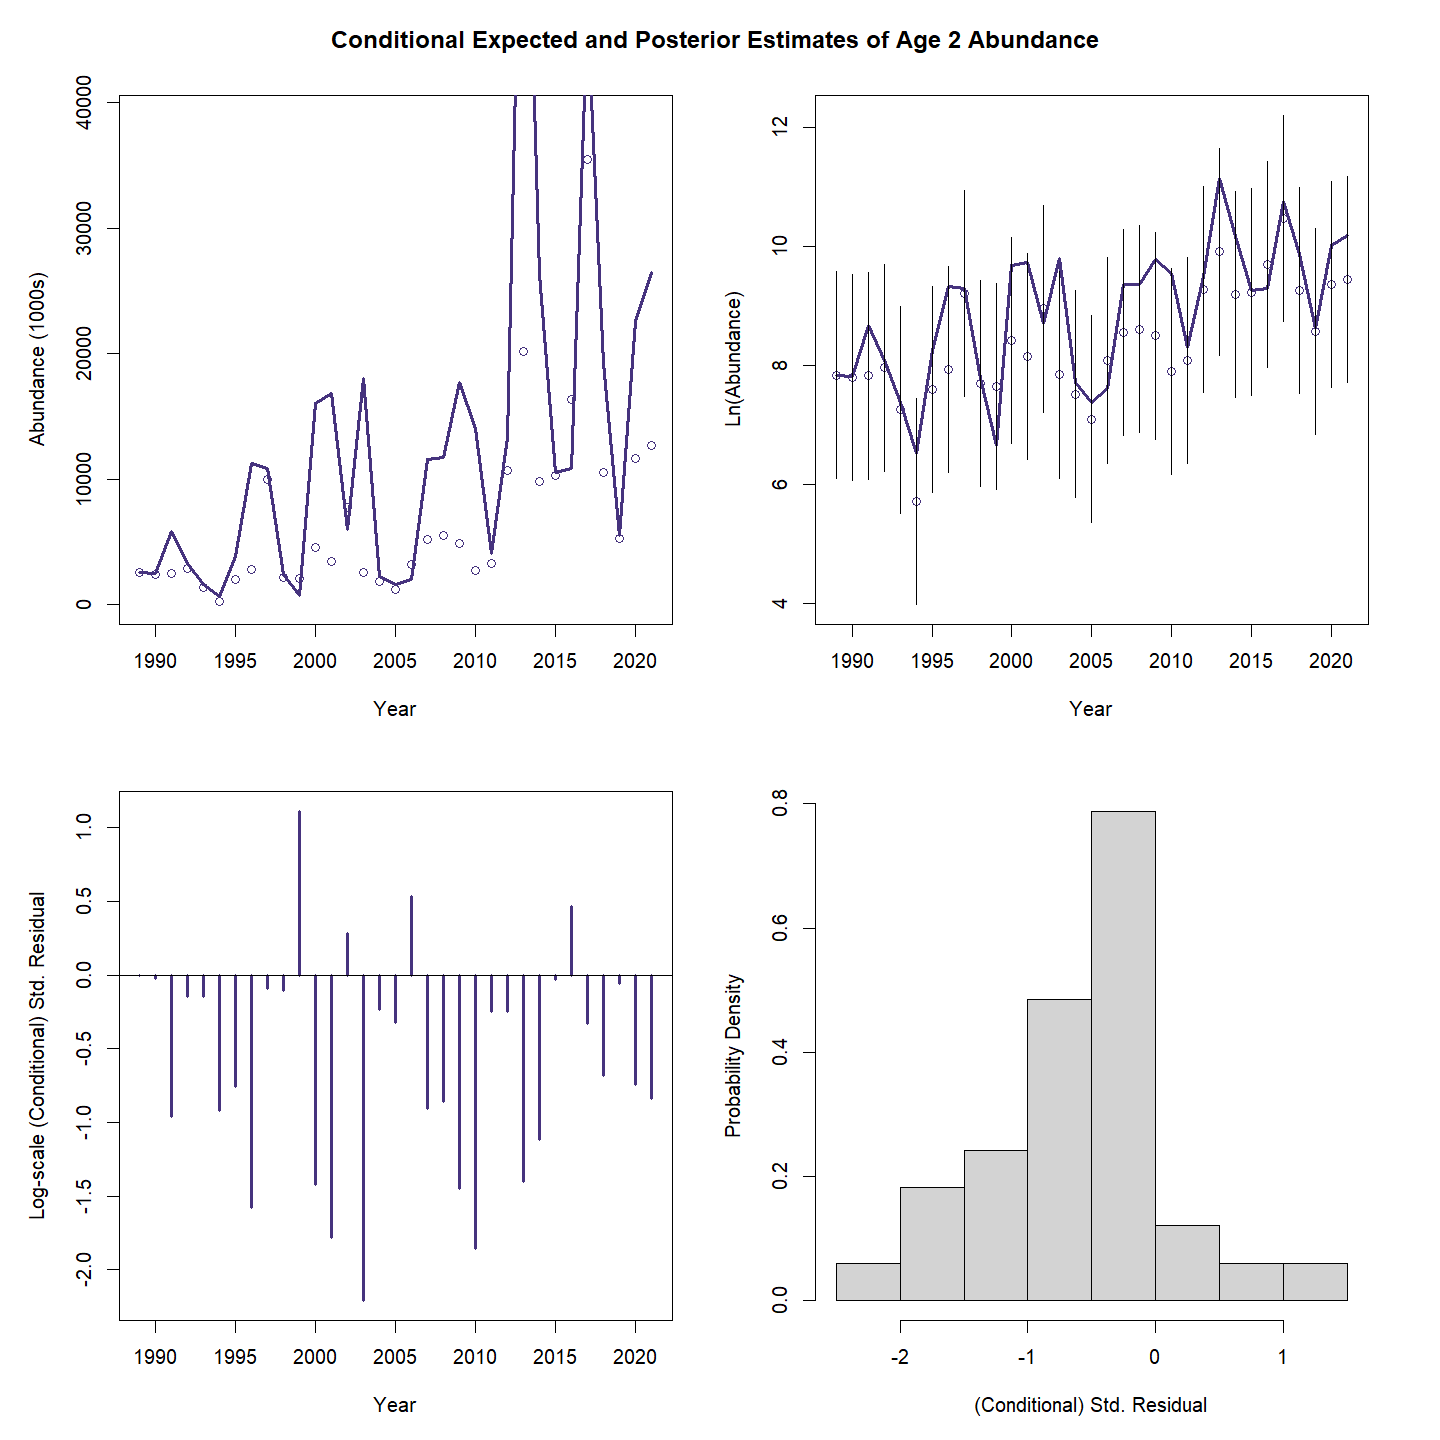 Conditional Expected and Posterior Estimates of Age 2 Abundance
Abundance (1000s)
0 10000 20000 30000 40000
1990 1995 2000 2005 2010 2015 2020
Year
Ln(Abundance)
4 6 8 10 12
1990 1995 2000 2005 2010 2015 2020
Year
Log-scale (Conditional) Std. Residual
-2.0 -1.5 -1.0 -0.5 0.0 0.5 1.0
1990 1995 2000 2005 2010 2015 2020
Year
Probability Density
0.0 0.2 0.4 0.6 0.8
-2 -1 0 1
(Conditional) Std. Residual